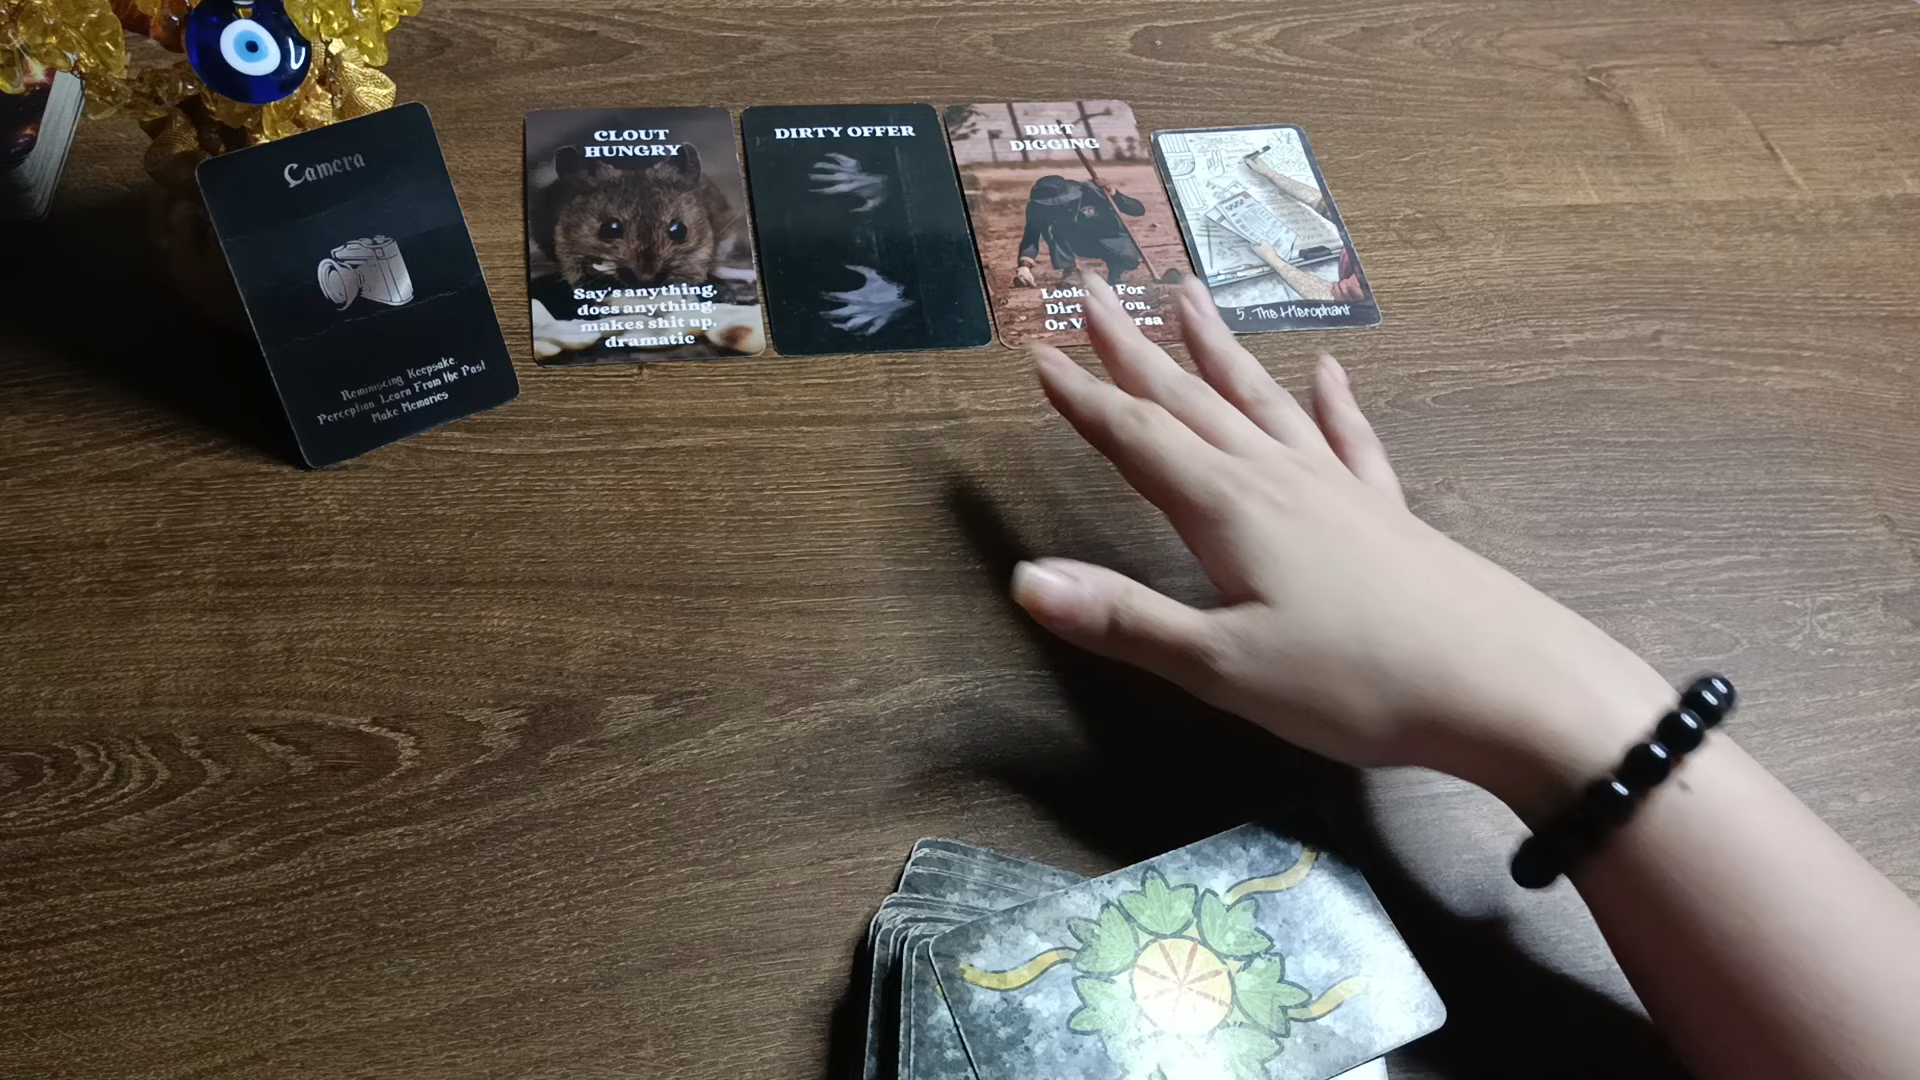 Camera
Reminiscing Keepsake.
Perception. Learn From the Past
Make Memories
CLOUT
HUNGRY
Say's anything.
does anything.
makes shit up.
dramatic
DIRTY OFFER
DIRT
DIGGING
For
Dirt You,
Or
5. The Hierophant